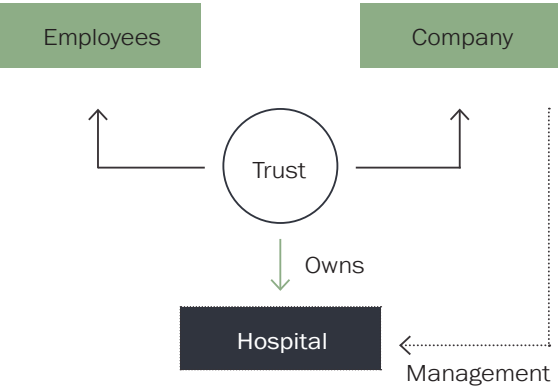 Employees
Company
Trust
Owns
Hospital
Management